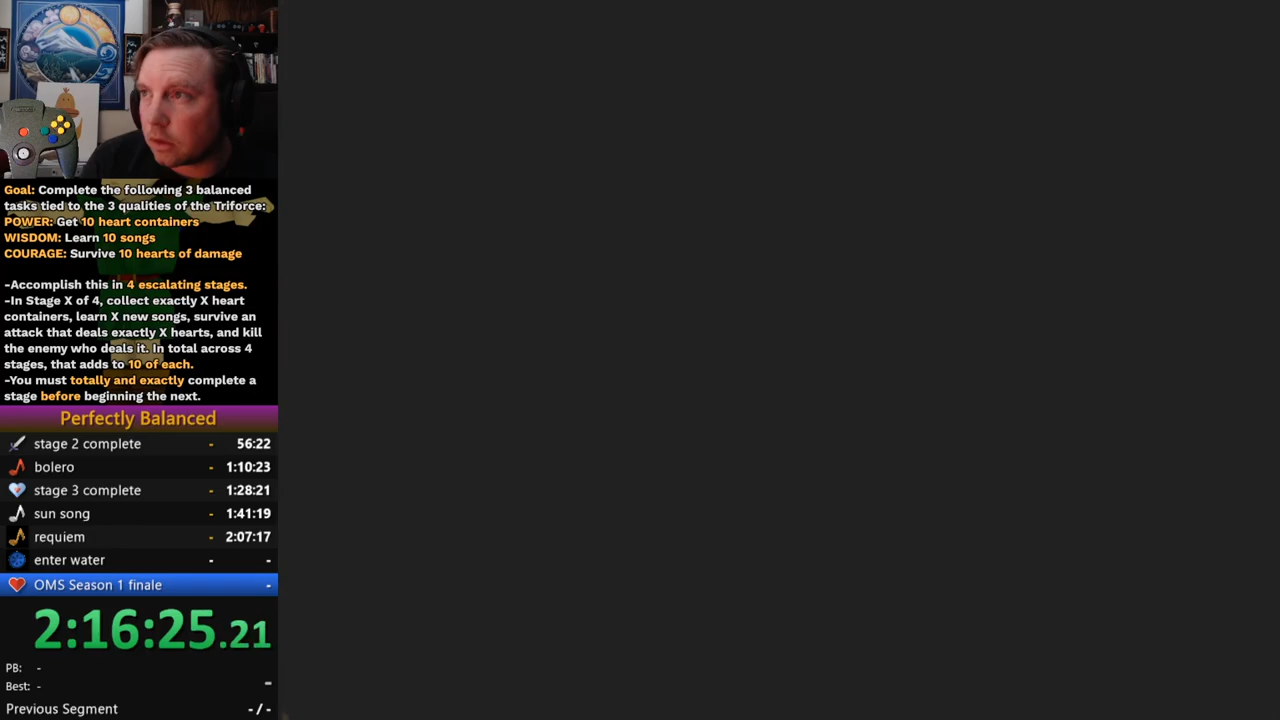 Goal: Complete the following 3 balanced
tasks tied to the 3 qualities of the Triforce:
POWER: Get 10 heart containers
WISDOM: Learn 10 songs
COURAGE: Survive 10 hearts of damage
-Accomplish this in 4 escalating stages.
-In Stage X of 4, collect exactly X heart
containers, learn X new songs, survive an
attack that deals exactly X hearts, and kill
the enemy who deals it. In total across 4
stages, that adds to 10 of each.
-You must totally and exactly complete a
stage before beginning the next.
Perfectly Balanced
stage 2 complete - 56:22
bolero - 1:10:23
stage 3 complete - 1:28:21
sun song - 1:41:19
requiem - 2:07:17
enter water - -
OMS Season 1 finale -
2:16:25.21
PB: -
Best: - -
Previous Segment - / -